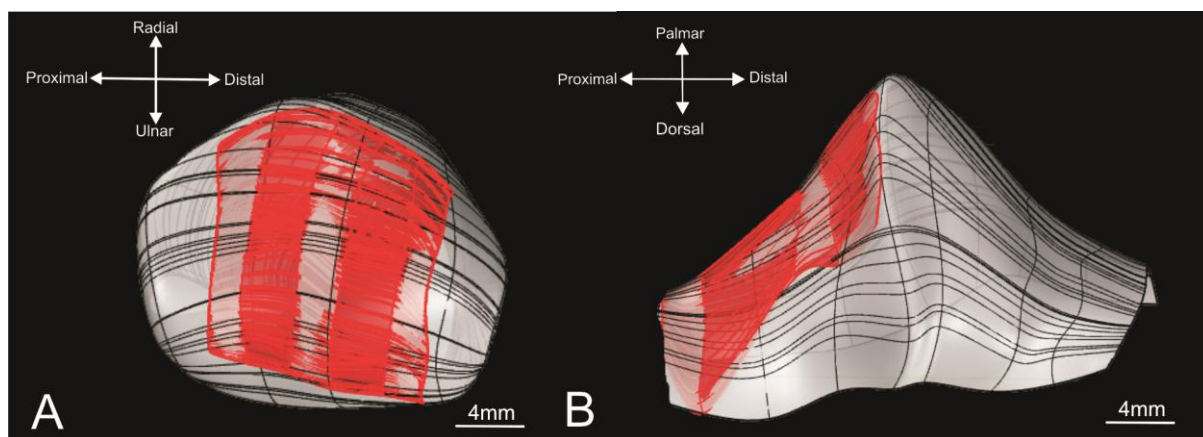 Radial
Proximal Distal
Ulnar
A
4mm
Palmar
Proximal Distal
Dorsal
B
4mm